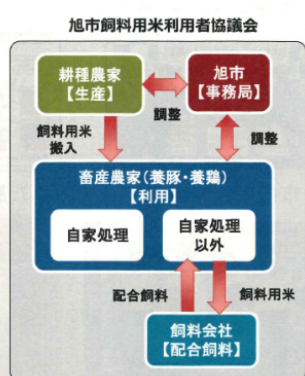 旭市飼料用米利用者協議会
耕種農家
【生産】
旭市
【事務局】
調整
飼料用米
搬入
調整
畜産農家(養豚・養鶏)
【利用】
自家処理
自家処理
以外
配合飼料
飼料用米
飼料会社
【配合飼料】